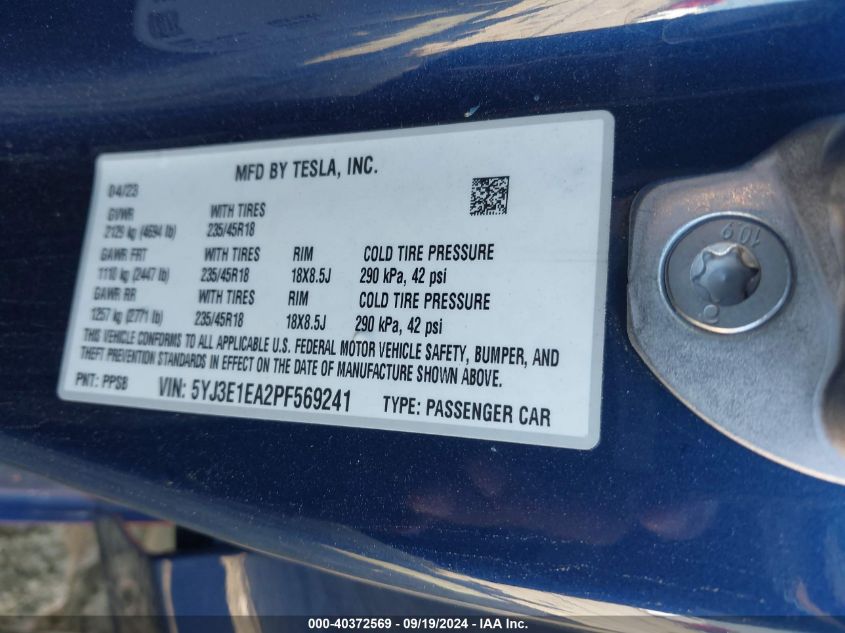 MFD BY TESLA, INC.
04/23
GVWR WITH TIRES
2129 kg (4694 lb) 235/45R18
GAWR FRT WITH TIRES RIM COLD TIRE PRESSURE
1110 kg (2447 lb) 235/45R18 18X8.5J 290 kPa, 42 psi
GAWR RR WITH TIRES RIM COLD TIRE PRESSURE
1257 kg (2771 lb) 235/45R18 18X8.5J 290 kPa, 42 psi
THIS VEHICLE CONFORMS TO ALL APPLICABLE U.S. FEDERAL MOTOR VEHICLE SAFETY, BUMPER, AND
THEFT PREVENTION STANDARDS IN EFFECT ON THE DATE OF MANUFACTURE SHOWN ABOVE.
PNT: PPSB VIN: 5YJ3E1EA2PF569241 TYPE: PASSENGER CAR
10.9
000-40372569 - 09/19/2024 - IAA Inc.